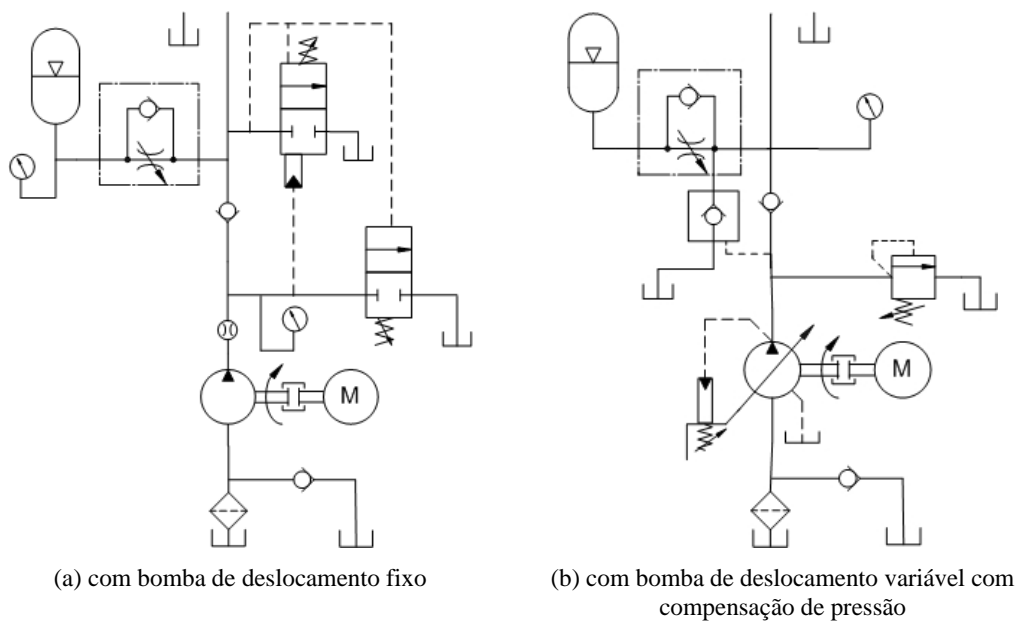 M
M
(a) com bomba de deslocamento fixo
(b) com bomba de deslocamento variável com
compensação de pressão